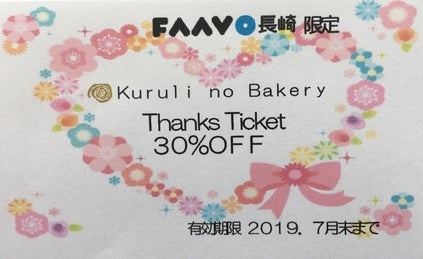 FAAVO長崎 限定
Kuruli no Bakery
Thanks Ticket
30%OFF
有効期限 2019. 7月末まで